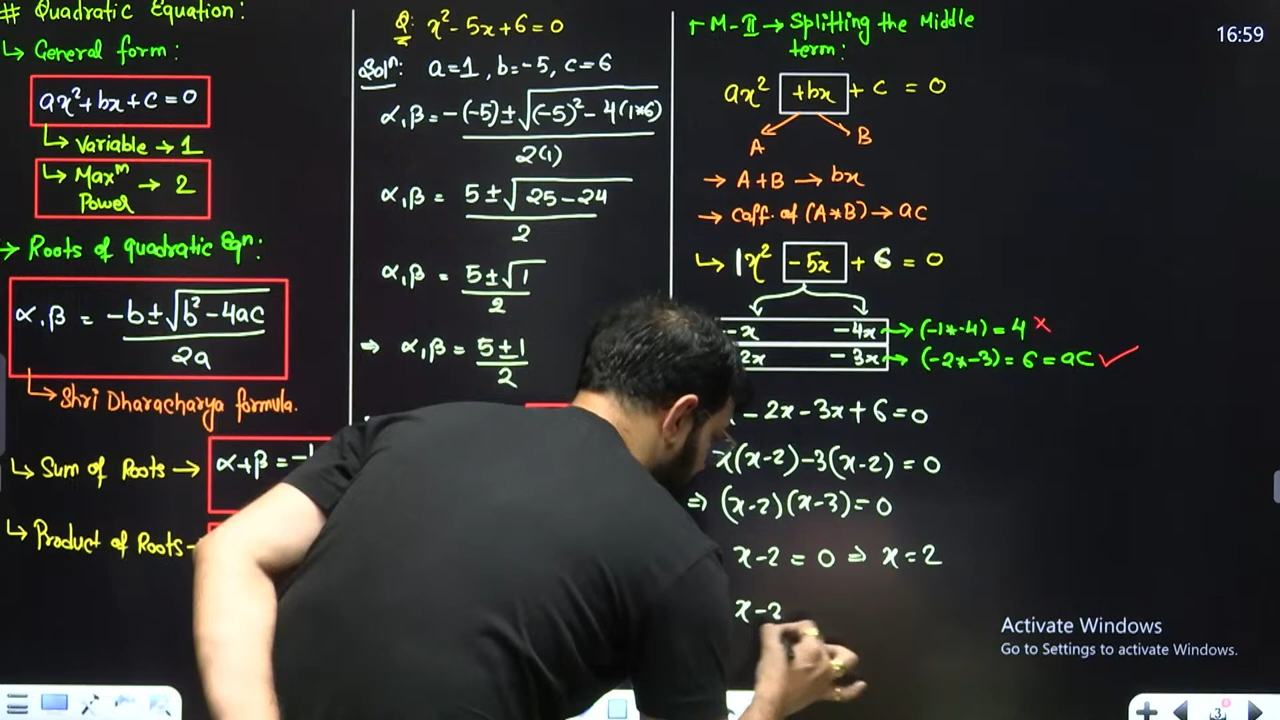 # Quadratic Equation:
↳ General form:
ax²+bx+c=0
↳ Variable → 1
↳ Maxᵐ Power → 2
→ Roots of quadratic Eqⁿ:
α,β = -b±√b²-4ac
2a
↳ Shri Dharacharya formula.
↳ Sum of Roots → α+β=-
↳ Product of Roots-
Q: x²-5x+6=0
Solⁿ: a=1, b=-5, c=6
α,β = -(-5)±√(-5)²-4(1*6)
2(1)
α,β = 5±√25-24
2
α,β = 5±√1
2
⇒ α,β = 5±1
2
M-II → Splitting the Middle
term:
ax² +bx + c = 0
A B
→ A+B → bx
→ Coff. of (A*B) → ac
↳ 1x² -5x + 6 = 0
-x -4x → (-1*-4) = 4 ×
2x -3x → (-2*-3) = 6 = ac ✓
-2x-3x+6=0
x(x-2)-3(x-2) = 0
⇒ (x-2)(x-3)=0
x-2 = 0 ⇒ x=2
x-
16:59
Activate Windows
Go to Settings to activate Windows.
3